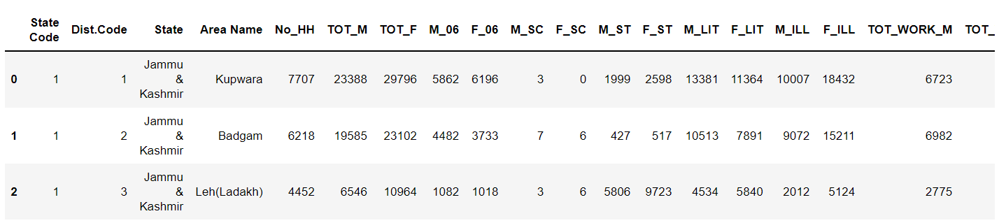 State Code Dist.Code State Area Name No_HH TOT_M TOT_F M_06 F_06 M_SC F_SC M_ST F_ST M_LIT F_LIT M_ILL F_ILL TOT_WORK_M TOT_
0 1 1 Jammu & Kashmir Kupwara 7707 23388 29796 5862 6196 3 0 1999 2598 13381 11364 10007 18432 6723
1 1 2 Jammu & Kashmir Badgam 6218 19585 23102 4482 3733 7 6 427 517 10513 7891 9072 15211 6982
2 1 3 Jammu & Kashmir Leh(Ladakh) 4452 6546 10964 1082 1018 3 6 5806 9723 4534 5840 2012 5124 2775